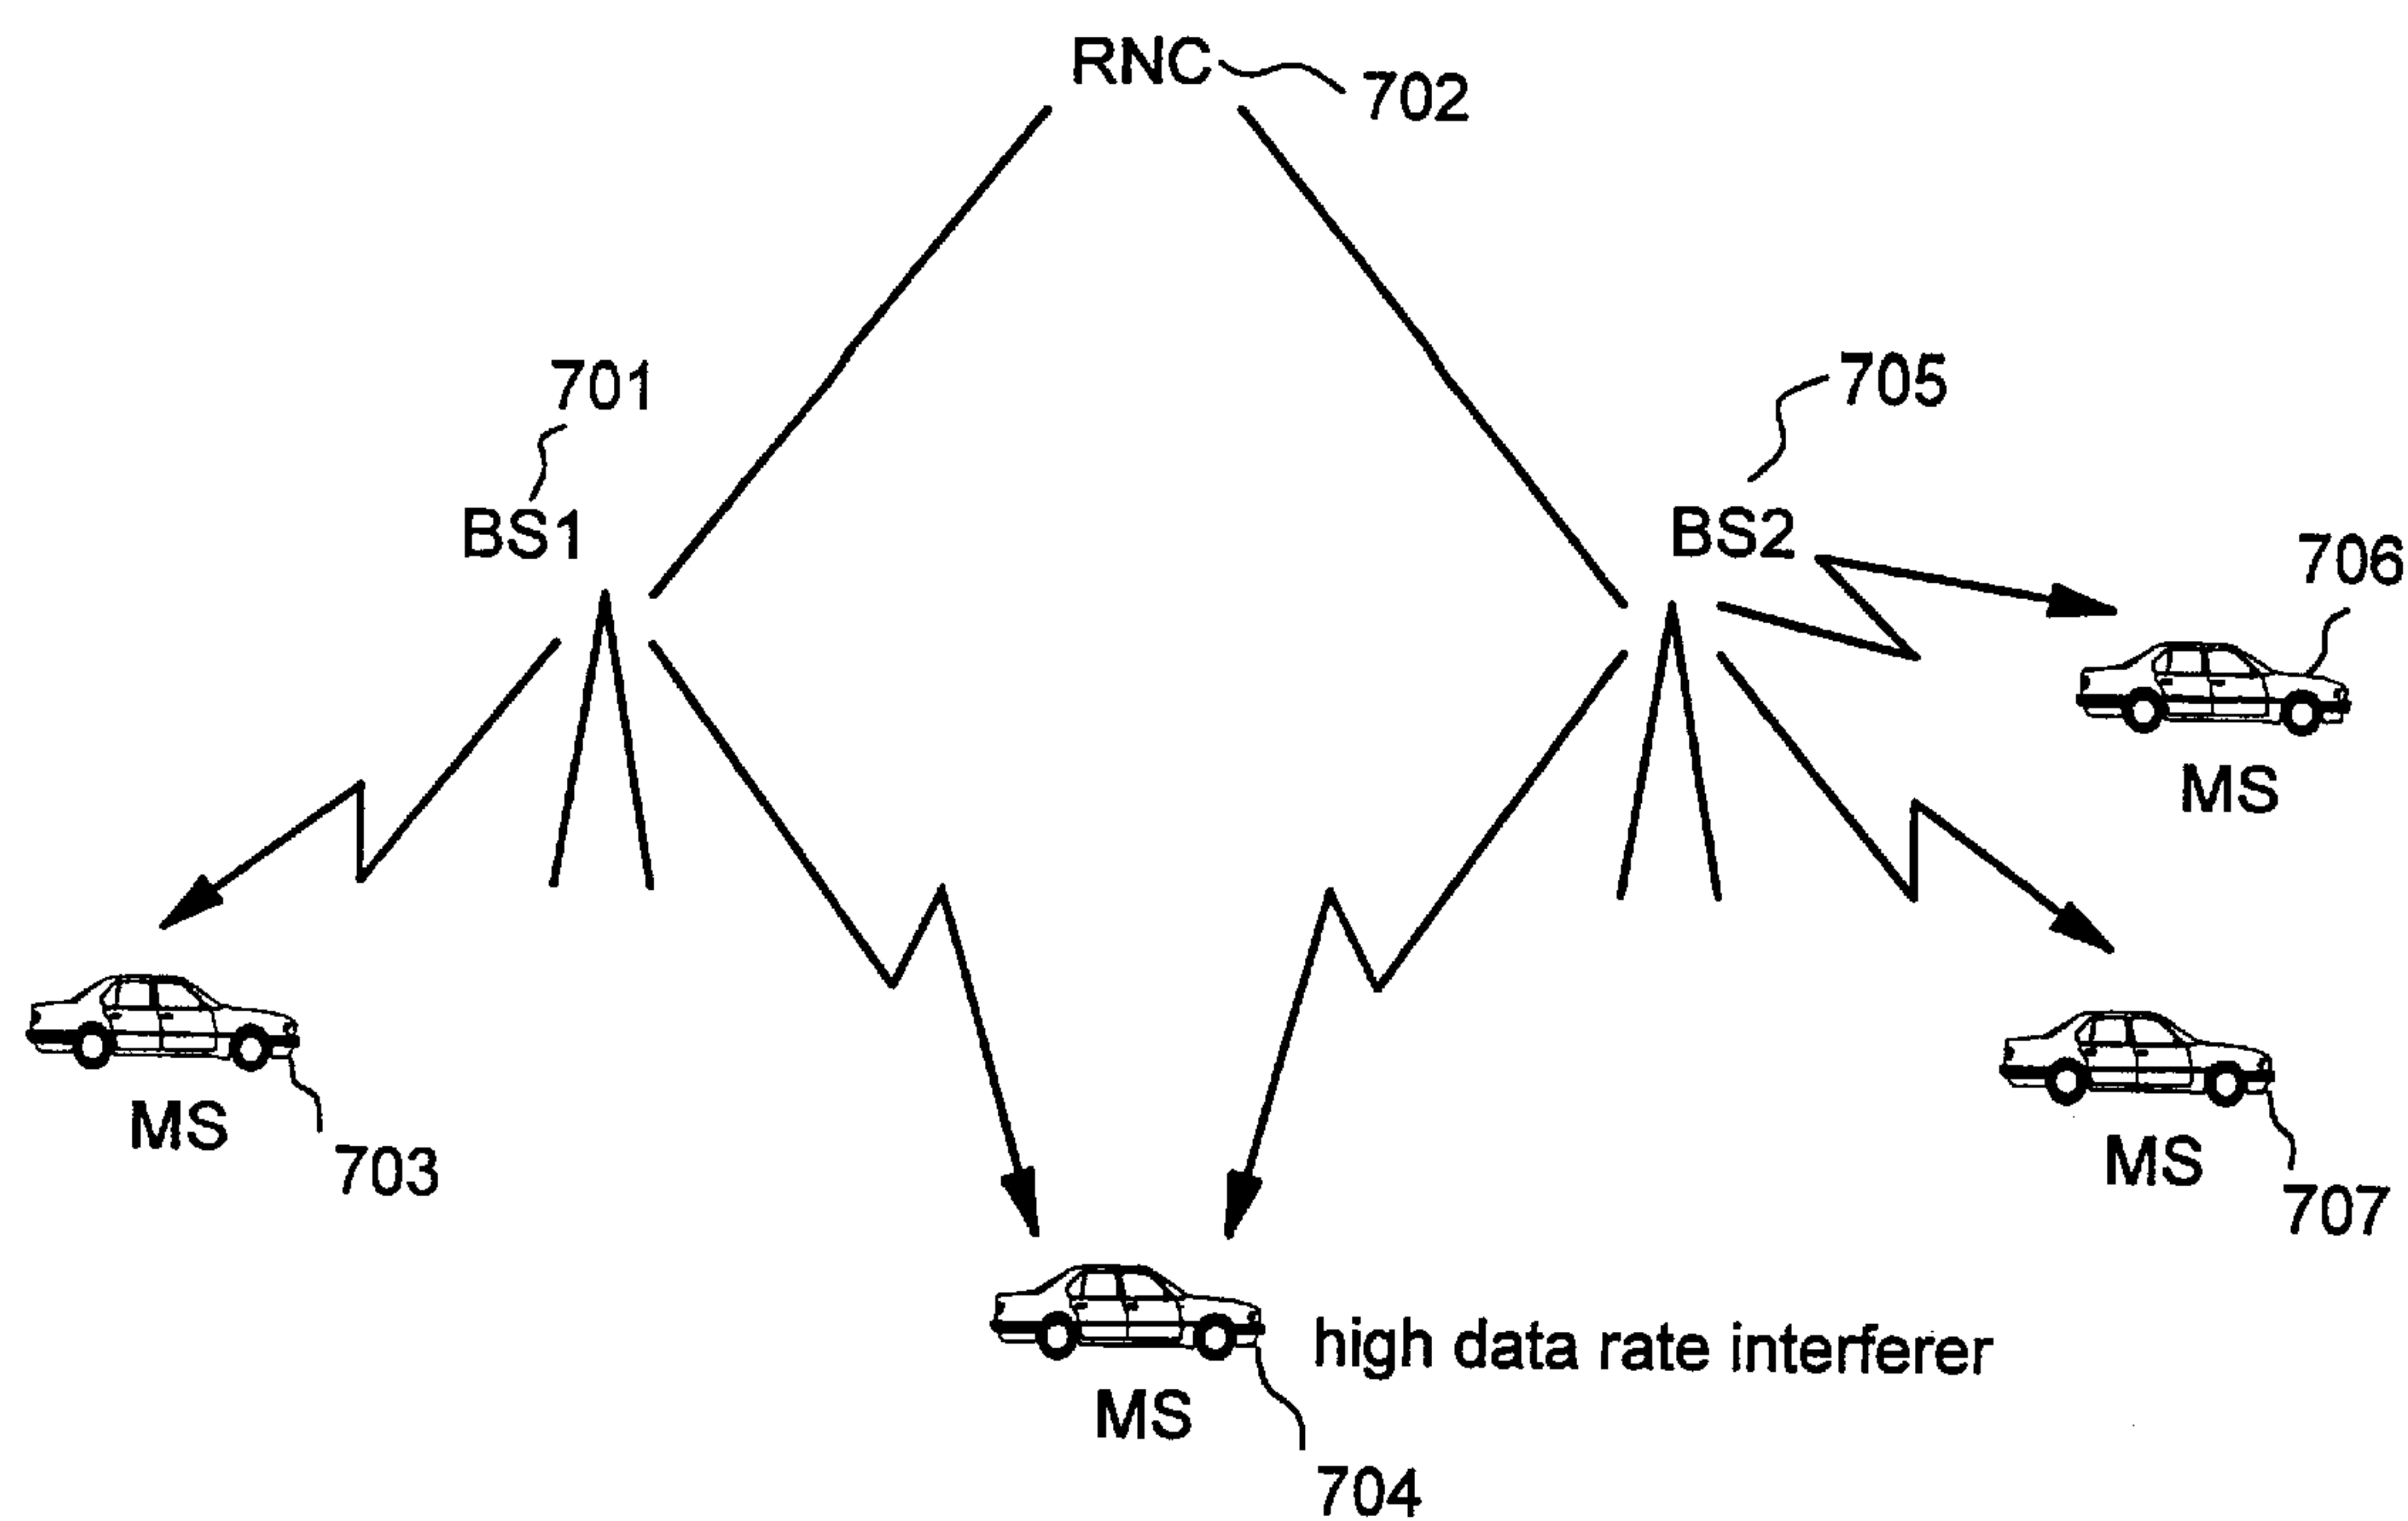 RNC
702
701
705
BS1
BS2
706
MS
MS
703
MS
707
high data rate interferer
MS
704